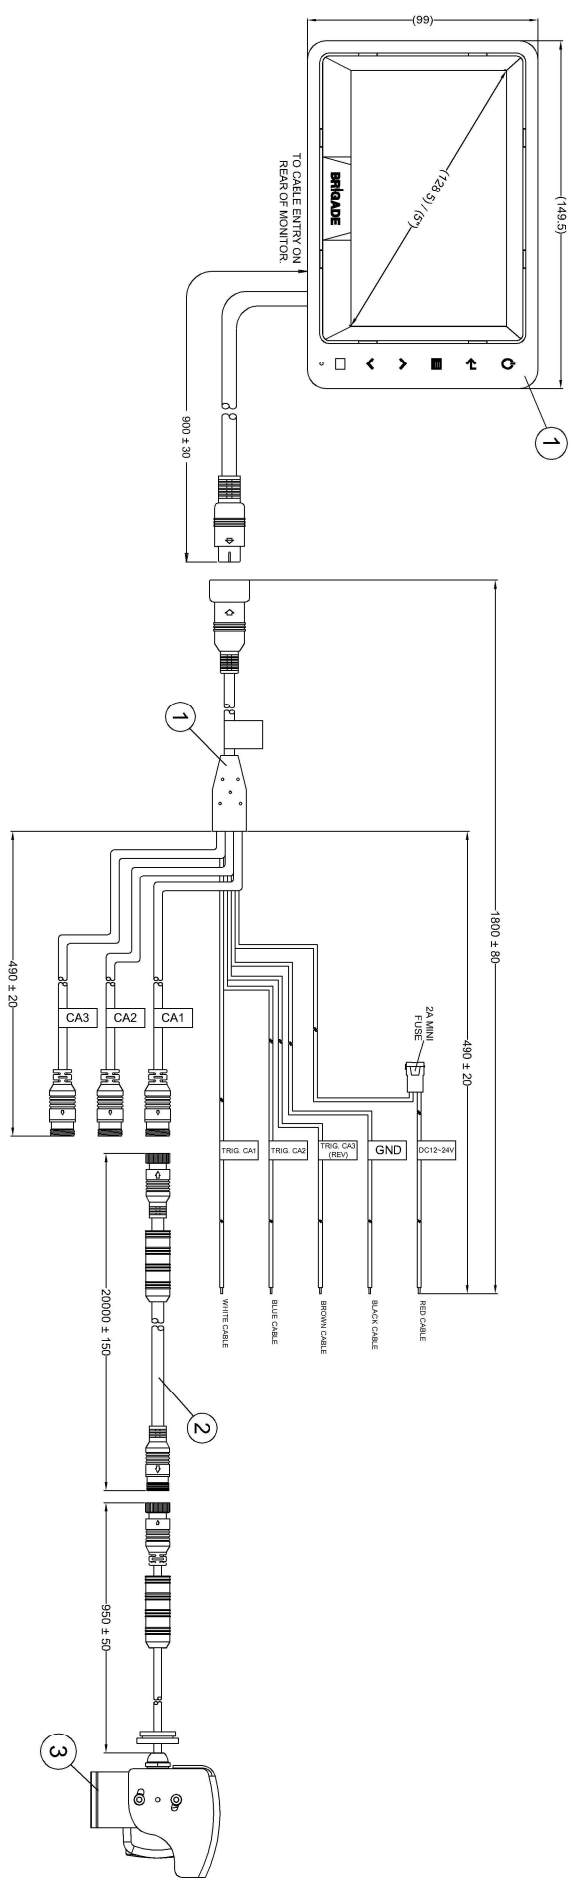 (99)
(149.5)
(128.5) / (5")
BRIGADE
TO CABLE ENTRY ON
REAR OF MONITOR.
1
900 ± 30
1
1800 ± 80
490 ± 20
490 ± 20
2A MINI
FUSE
CA3
CA2
CA1
TRIG. CA1
TRIG. CA2
TRIG. CA3
(REV)
GND
DC12~24V
WHITE CABLE
BLUE CABLE
BROWN CABLE
BLACK CABLE
RED CABLE
20000 ± 150
2
950 ± 50
3